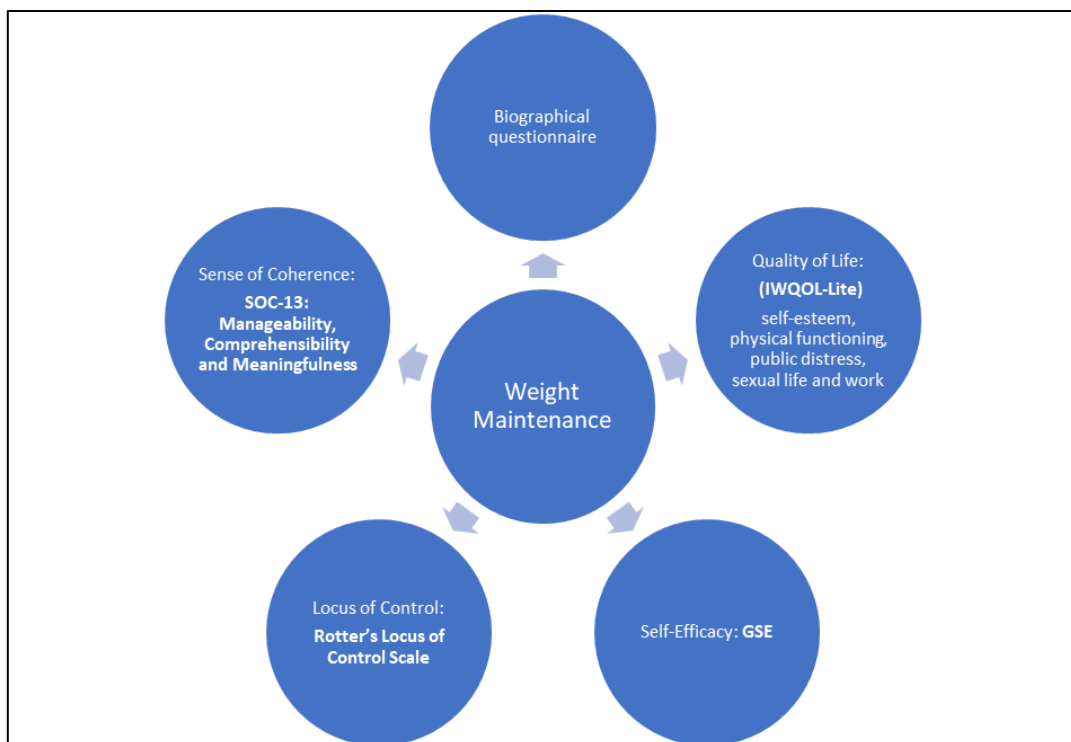 Biographical
questionnaire
Sense of Coherence:
SOC-13:
Manageability,
Comprehensibility
and Meaningfulness
Quality of Life:
(IWQOL-Lite)
self-esteem,
physical functioning,
public distress,
sexual life and work
Weight
Maintenance
Locus of Control:
Rotter’s Locus of
Control Scale
Self-Efficacy: GSE